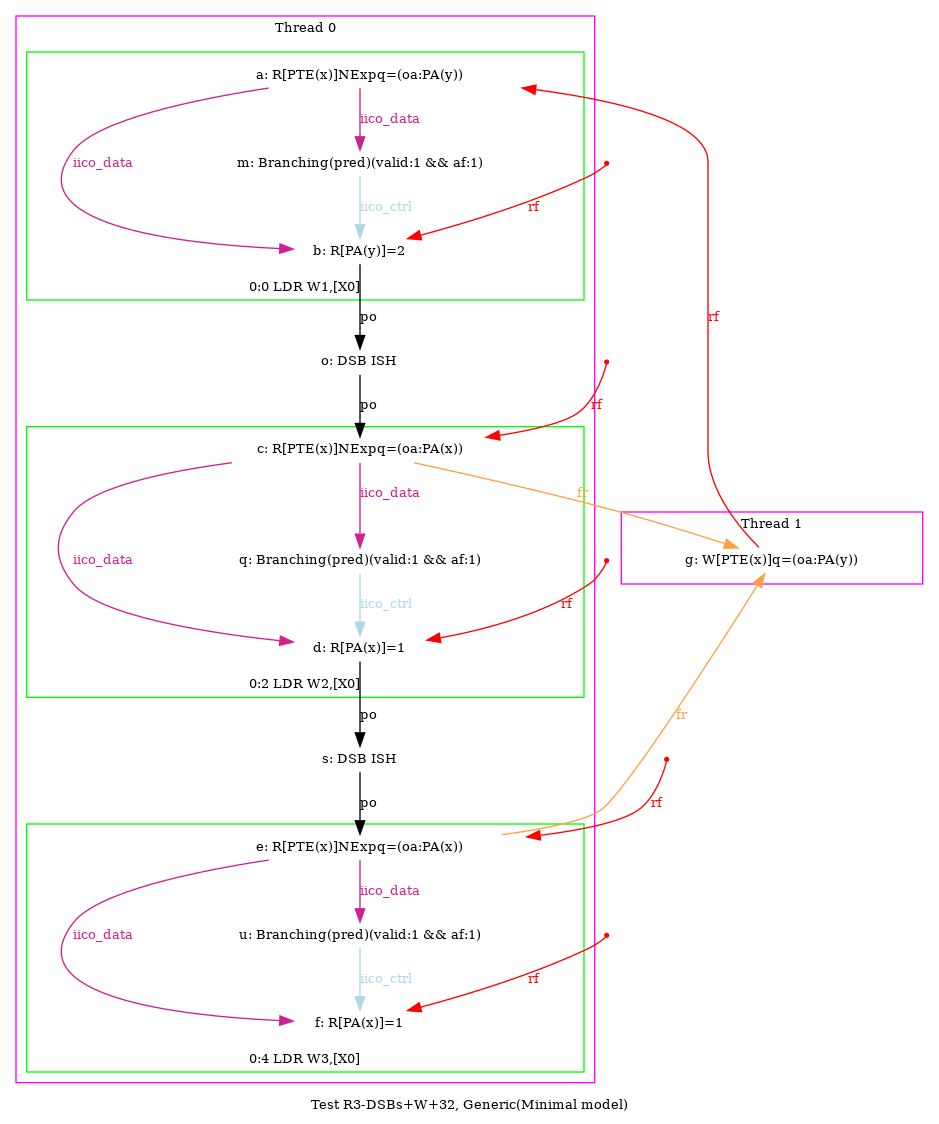 Thread 0
a: R[PTE(x)]NExpq=(oa:PA(y))
iico_data
iico_data
m: Branching(pred)(valid:1 && af:1)
iico_ctrl
rf
b: R[PA(y)]=2
0:0 LDR W1,[X0]
po
rf
o: DSB ISH
po
rf
c: R[PTE(x)]NExpq=(oa:PA(x))
iico_data
fr
Thread 1
iico_data
q: Branching(pred)(valid:1 && af:1)
g: W[PTE(x)]q=(oa:PA(y))
iico_ctrl
rf
d: R[PA(x)]=1
0:2 LDR W2,[X0]
po
fr
s: DSB ISH
po
rf
e: R[PTE(x)]NExpq=(oa:PA(x))
iico_data
iico_data
u: Branching(pred)(valid:1 && af:1)
iico_ctrl
rf
f: R[PA(x)]=1
0:4 LDR W3,[X0]
Test R3-DSBs+W+32, Generic(Minimal model)